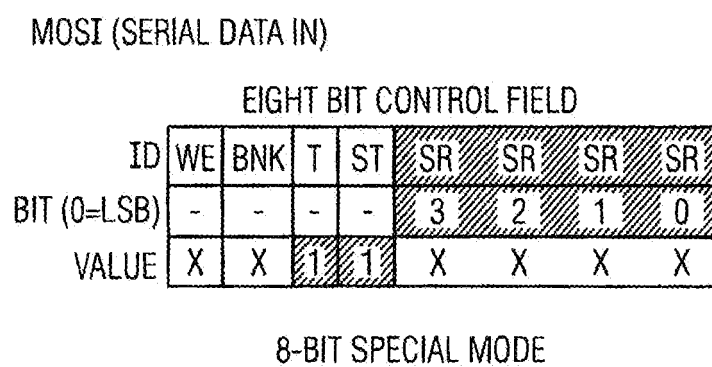 MOSI (SERIAL DATA IN)
EIGHT BIT CONTROL FIELD
ID WE BNK T ST SR SR SR SR
BIT (0=LSB) - - - - 3 2 1 0
VALUE X X 1 1 X X X X
8-BIT SPECIAL MODE